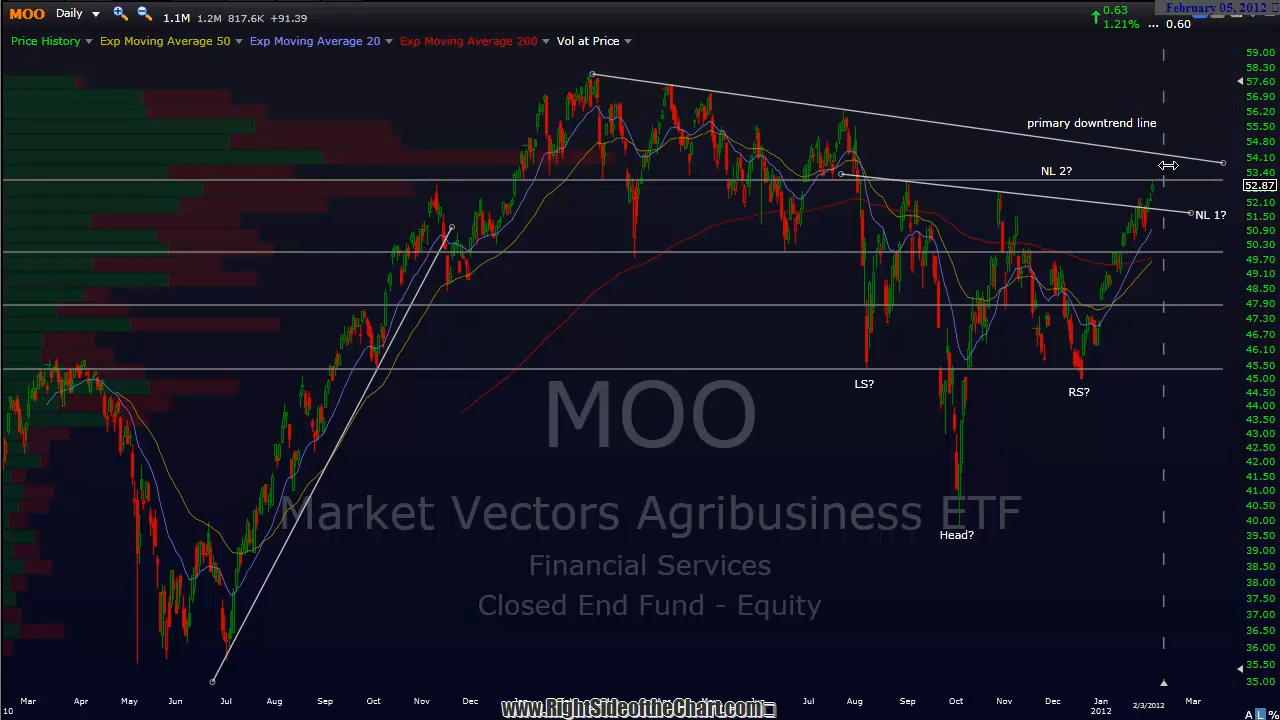 MOO Daily 1.1M 1.2M 817.6K +91.39
0.63
1.21% ... 0.60
February 05, 2012
Price History Exp Moving Average 50 Exp Moving Average 20 Exp Moving Average 200 Vol at Price
59.00
58.30
57.60
56.90
56.20
55.50
primary downtrend line
54.80
54.10
NL 2?
53.40
52.87
52.10
NL 1?
51.50
50.90
50.30
49.70
49.10
48.50
47.90
47.30
46.70
46.10
45.50
LS?
45.00
RS?
44.50
44.00
MOO
43.50
43.00
42.50
42.00
41.50
41.00
40.50
Market Vectors Agribusiness ETF
40.00
Head?
39.50
39.00
Financial Services
38.50
38.00
37.50
Closed End Fund - Equity
37.00
36.50
36.00
35.50
35.00
Mar Apr May Jun Jul Aug Sep Oct Nov Dec Feb Mar Apr May Jun Jul Aug Sep Oct Nov Dec Jan Mar
10 2012 2/3/2012
www.RightSideoftheChart.com
A L %